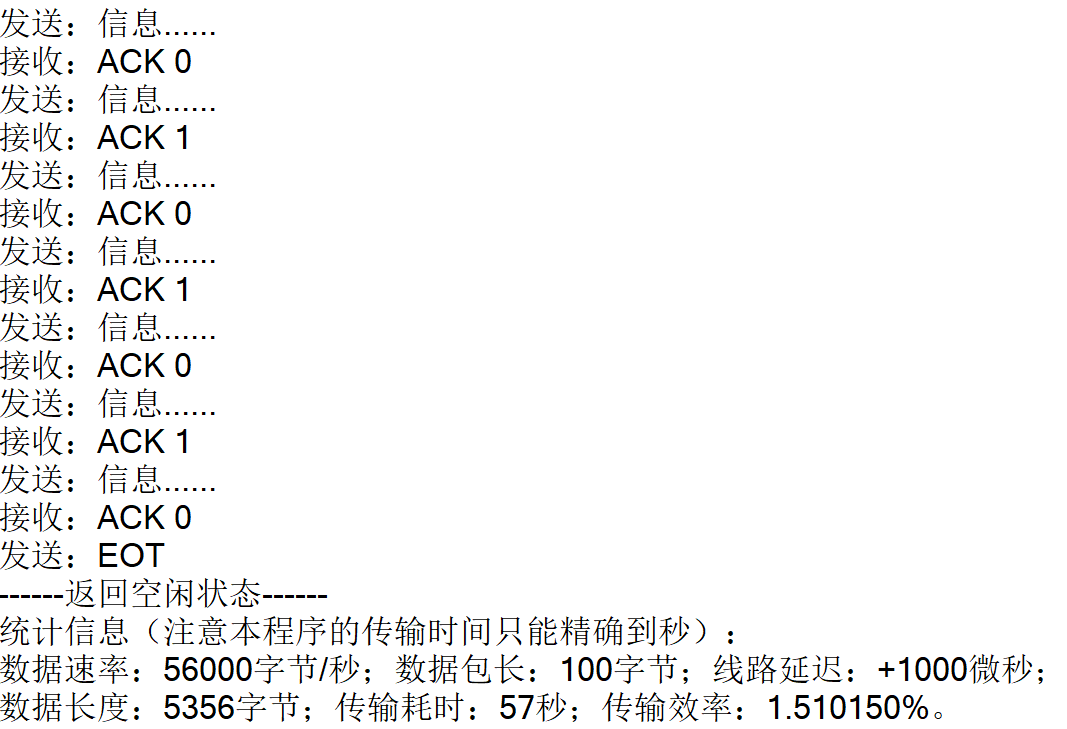 发送：信息......
接收：ACK 0
发送：信息......
接收：ACK 1
发送：信息......
接收：ACK 0
发送：信息......
接收：ACK 1
发送：信息......
接收：ACK 0
发送：信息......
接收：ACK 1
发送：信息......
接收：ACK 0
发送：EOT
------返回空闲状态------
统计信息（注意本程序的传输时间只能精确到秒）：
数据速率：56000字节/秒；数据包长：100字节；线路延迟：+1000微秒；
数据长度：5356字节；传输耗时：57秒；传输效率：1.510150%。